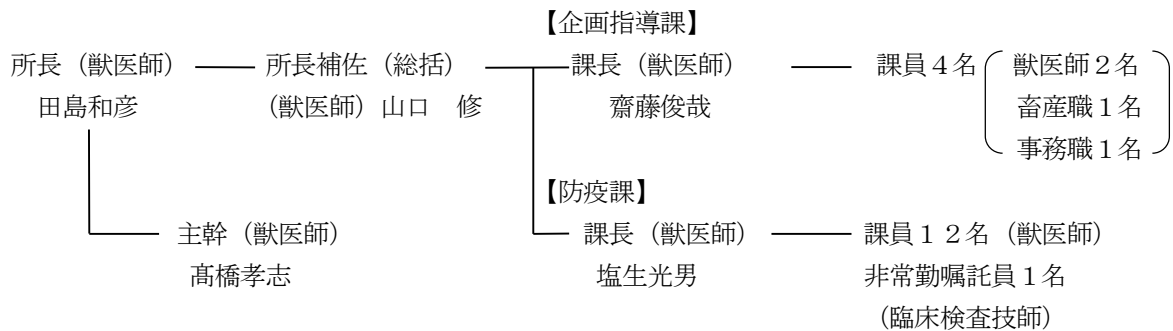 【企画指導課】
所長（獣医師） 所長補佐（総括） 課長（獣医師） 課員４名 獣医師２名
田島和彦 （獣医師）山口　修 齋藤俊哉 畜産職１名
事務職１名
【防疫課】
主幹（獣医師） 課長（獣医師） 課員１２名（獣医師）
髙橋孝志 塩生光男 非常勤嘱託員１名
（臨床検査技師）